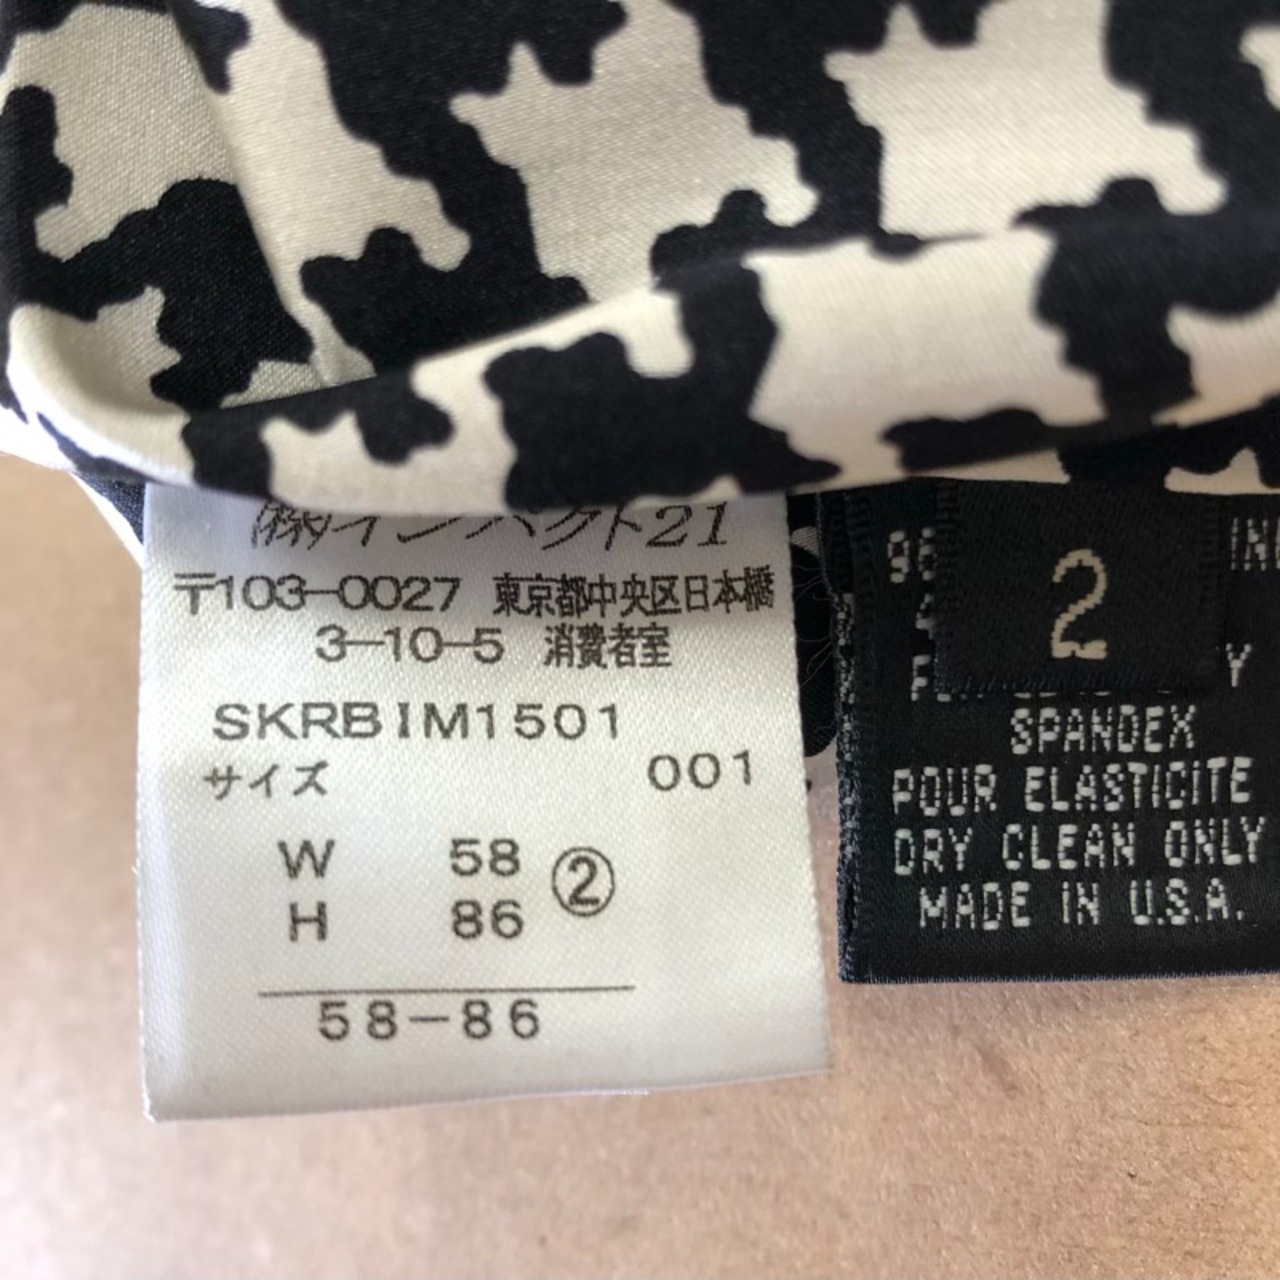 (株)インパクト21
〒103-0027 東京都中央区日本橋
3-10-5 消費者室
SKRBIM1501
サイズ 001
W 58 ②
H 86
58-86
2
SPANDEX
POUR ELASTICITE
DRY CLEAN ONLY
MADE IN U.S.A.